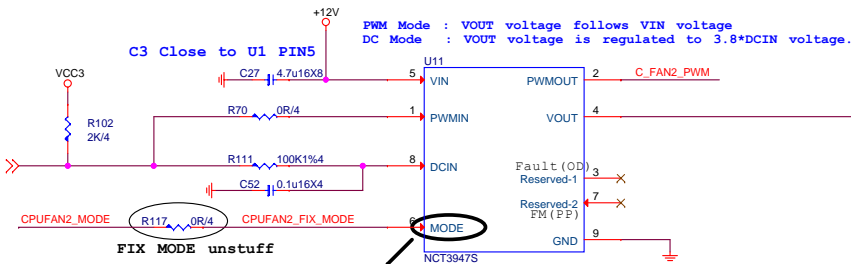 +12V
PWM Mode : VOUT voltage follows VIN voltage
DC Mode : VOUT voltage is regulated to 3.8*DCIN voltage.
C3 Close to U1 PIN5
U11
VCC3
C27 4.7u16X8
5 VIN
PWMOUT 2 C_FAN2_PWM
R102
2K/4
R70 0R/4
1 PWMIN
VOUT 4
R111 100K1%4
8 DCIN
Fault(OD)
Reserved-1 3
C52 0.1u16X4
Reserved-2 7
FM(PP)
CPUFAN2_MODE R117 0R/4 CPUFAN2_FIX_MODE 6 MODE
GND 9
FIX MODE unstuff
NCT3947S